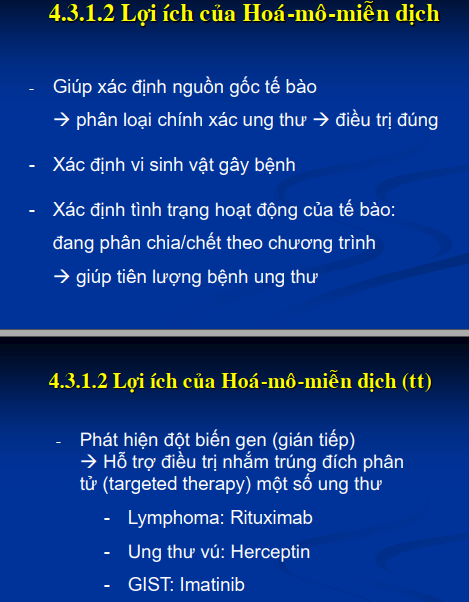 4.3.1.2 Lợi ích của Hoá-mô-miễn dịch
- Giúp xác định nguồn gốc tế bào
→ phân loại chính xác ung thư → điều trị đúng
- Xác định vi sinh vật gây bệnh
- Xác định tình trạng hoạt động của tế bào:
đang phân chia/chết theo chương trình
→ giúp tiên lượng bệnh ung thư
4.3.1.2 Lợi ích của Hoá-mô-miễn dịch (tt)
- Phát hiện đột biến gen (gián tiếp)
→ Hỗ trợ điều trị nhắm trúng đích phân
tử (targeted therapy) một số ung thư
- Lymphoma: Rituximab
- Ung thư vú: Herceptin
- GIST: Imatinib